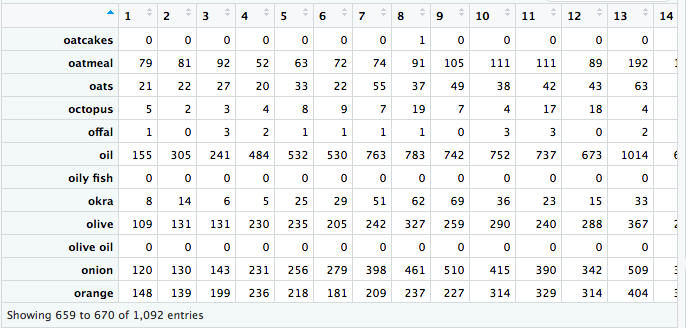 1 2 3 4 5 6 7 8 9 10 11 12 13 14
oatcakes 0 0 0 0 0 0 0 1 0 0 0 0 0
oatmeal 79 81 92 52 63 72 74 91 105 111 111 89 192 1
oats 21 22 27 20 33 22 55 37 49 38 42 43 63
octopus 5 2 3 4 8 9 7 19 7 4 17 18 4
offal 1 0 3 2 1 1 1 1 0 3 3 0 2
oil 155 305 241 484 532 530 763 783 742 752 737 673 1014 6
oily fish 0 0 0 0 0 0 0 0 0 0 0 0 0
okra 8 14 6 5 25 29 51 62 69 36 23 15 33
olive 109 131 131 230 235 205 242 327 259 290 240 288 367 2
olive oil 0 0 0 0 0 0 0 0 0 0 0 0 0
onion 120 130 143 231 256 279 398 461 510 415 390 342 509 3
orange 148 139 199 236 218 181 209 237 227 314 329 314 404 3
Showing 659 to 670 of 1,092 entries